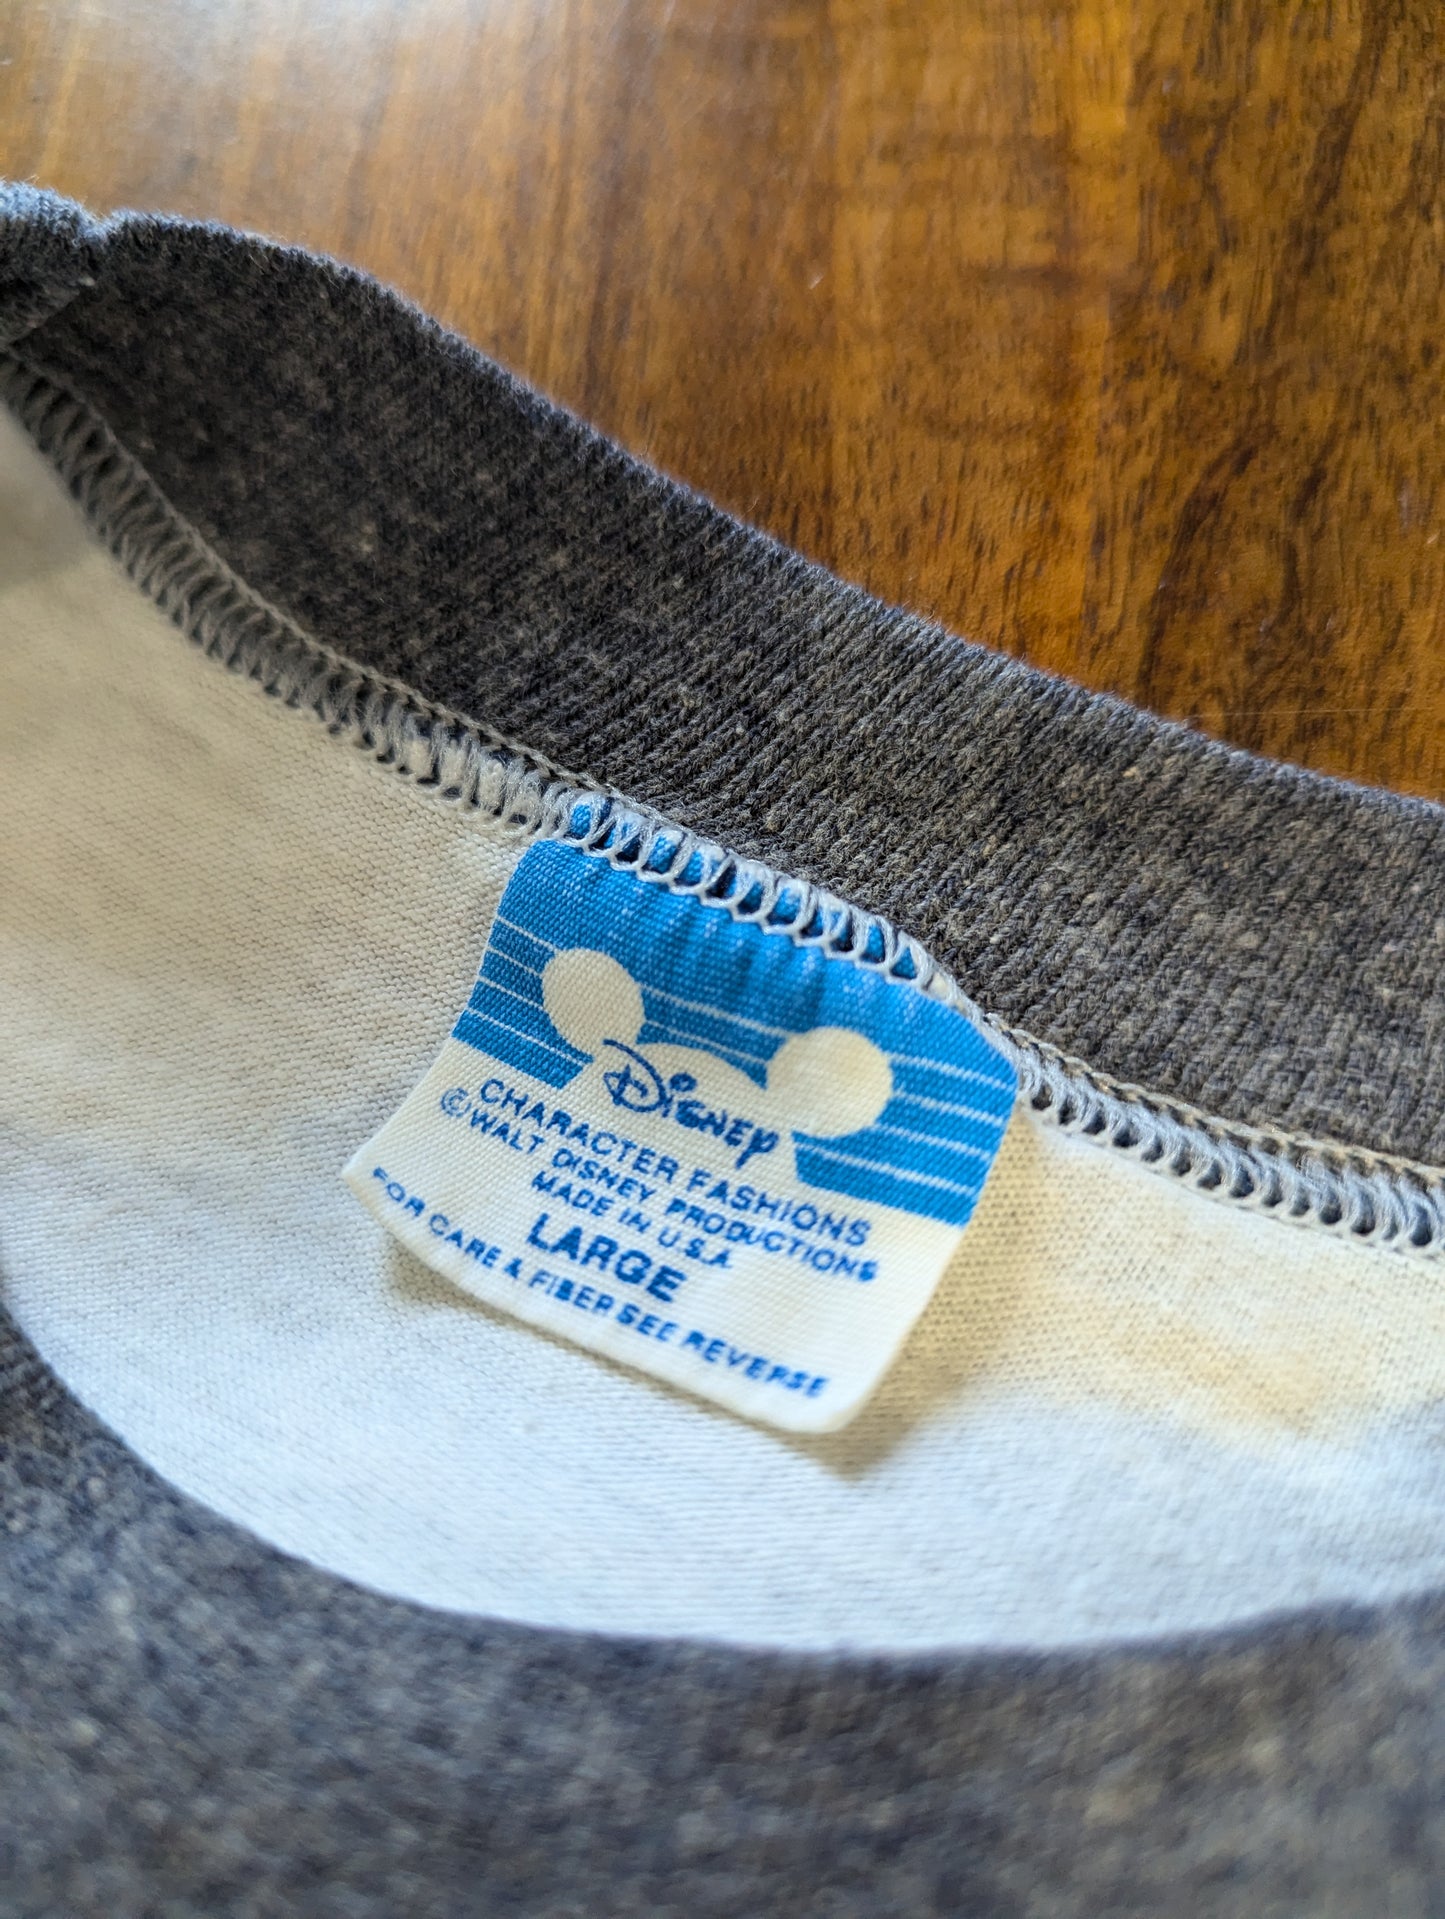 Disney
CHARACTER FASHIONS
©WALT DISNEY PRODUCTIONS
MADE IN U.S.A
LARGE
FOR CARE & FIBER SEE REVERSE